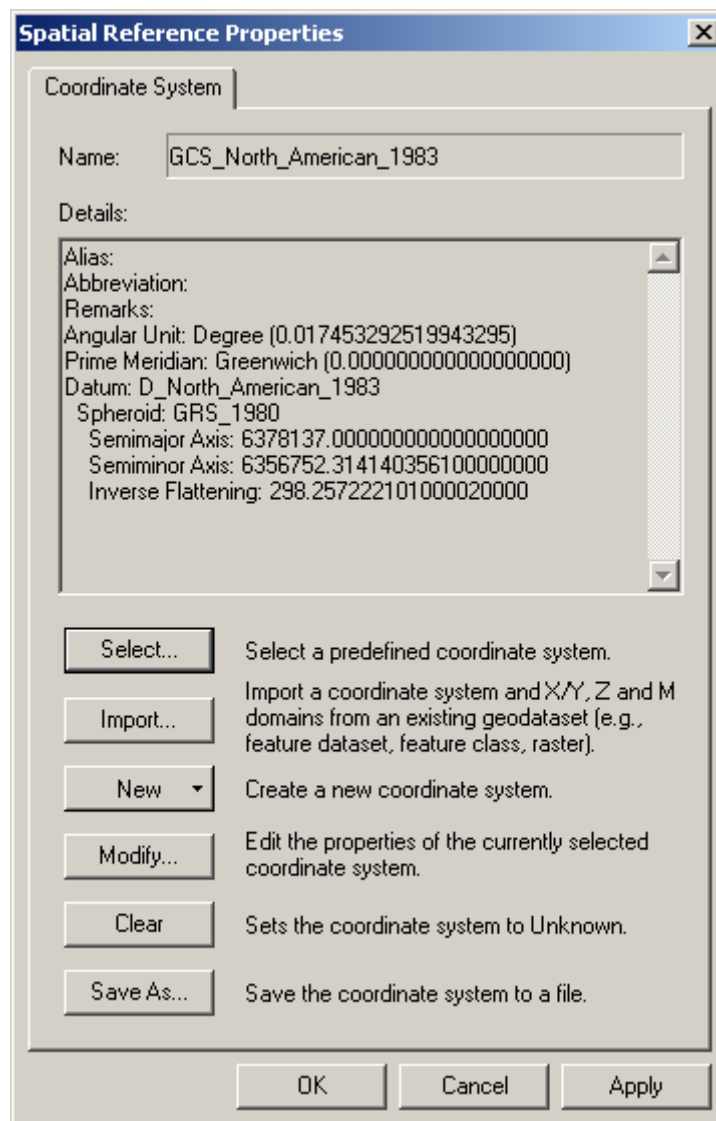 Spatial Reference Properties
Coordinate System
Name: GCS_North_American_1983
Details:
Alias:
Abbreviation:
Remarks:
Angular Unit: Degree (0.017453292519943295)
Prime Meridian: Greenwich (0.000000000000000000)
Datum: D_North_American_1983
Spheroid: GRS_1980
Semimajor Axis: 6378137.000000000000000000
Semiminor Axis: 6356752.314140356100000000
Inverse Flattening: 298.257222101000020000
Select... Select a predefined coordinate system.
Import... Import a coordinate system and X/Y, Z and M
domains from an existing geodataset (e.g.,
feature dataset, feature class, raster).
New Create a new coordinate system.
Modify... Edit the properties of the currently selected
coordinate system.
Clear Sets the coordinate system to Unknown.
Save As... Save the coordinate system to a file.
OK Cancel Apply